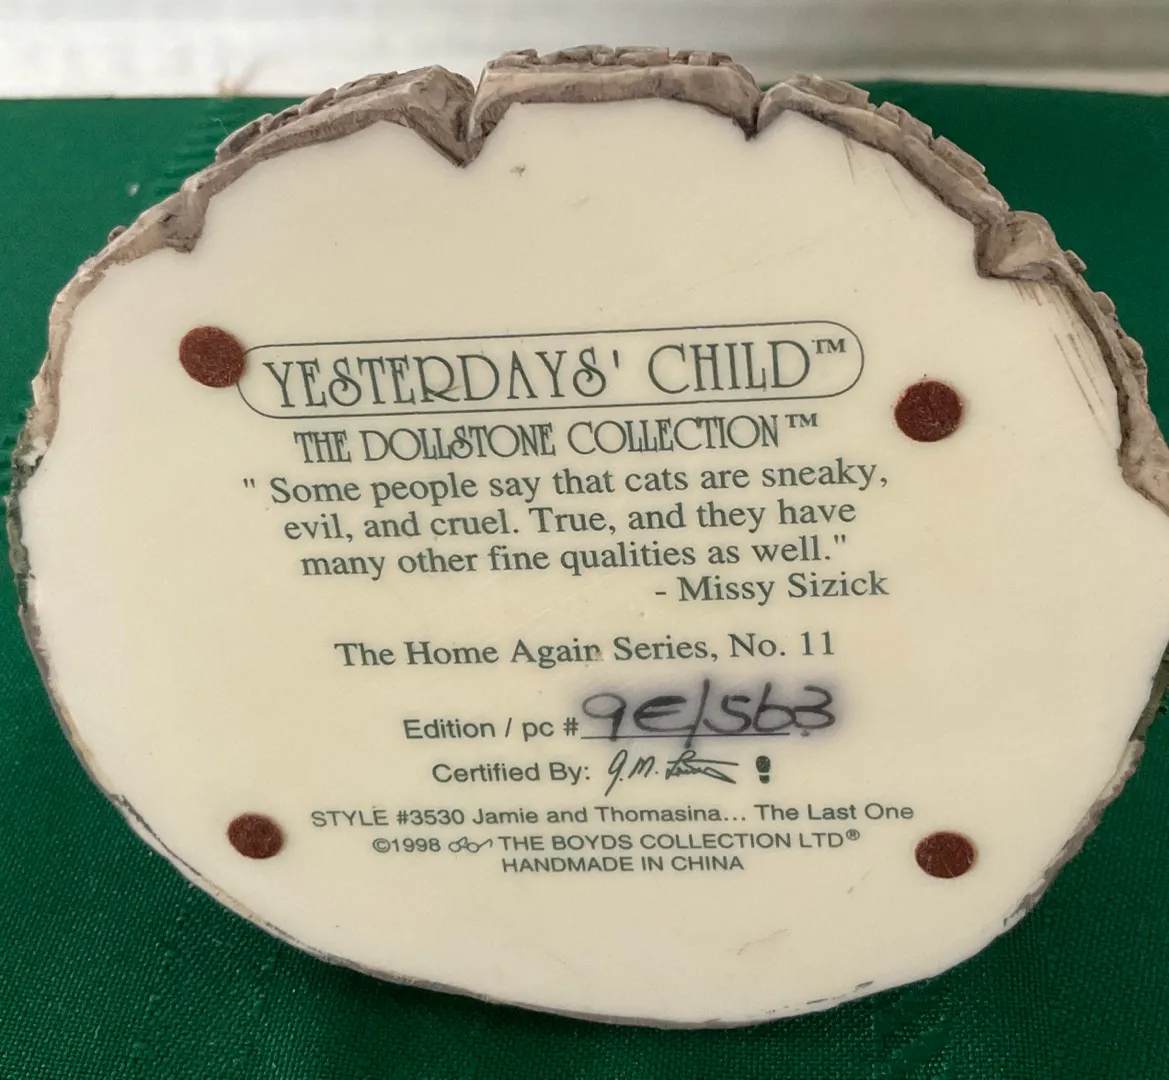 YESTERDAYS' CHILD™
THE DOLLSTONE COLLECTION™
" Some people say that cats are sneaky,
evil, and cruel. True, and they have
many other fine qualities as well."
- Missy Sizick
The Home Again Series, No. 11
Edition / pc # 9E/563
Certified By: J.M.
STYLE #3530 Jamie and Thomasina... The Last One
©1998 THE BOYDS COLLECTION LTD®
HANDMADE IN CHINA